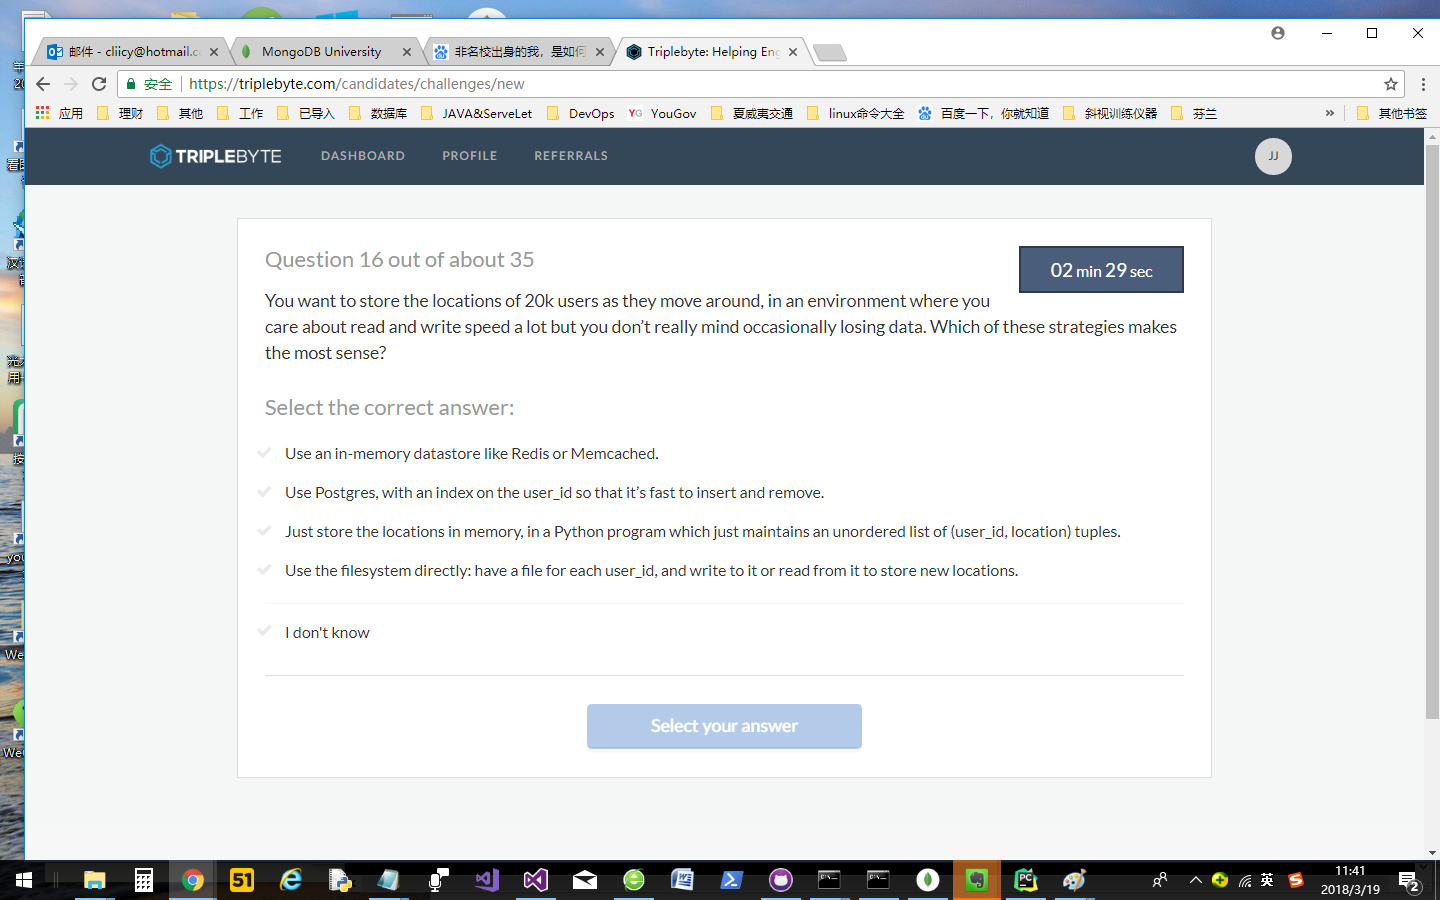 邮件 - cliicy@hotmail.c
MongoDB University
非名校出身的我，是如何
Triplebyte: Helping Eng
安全
https://triplebyte.com/candidates/challenges/new
应用
理财
其他
工作
已导入
数据库
JAVA&ServeLet
DevOps
YG YouGov
夏威夷交通
linux命令大全
百度一下，你就知道
斜视训练仪器
芬兰
»
其他书签
TRIPLEBYTE
DASHBOARD
PROFILE
REFERRALS
JJ
Question 16 out of about 35
02 min 29 sec
You want to store the locations of 20k users as they move around, in an environment where you
care about read and write speed a lot but you don’t really mind occasionally losing data. Which of these strategies makes
the most sense?
Select the correct answer:
Use an in-memory datastore like Redis or Memcached.
Use Postgres, with an index on the user_id so that it’s fast to insert and remove.
Just store the locations in memory, in a Python program which just maintains an unordered list of (user_id, location) tuples.
Use the filesystem directly: have a file for each user_id, and write to it or read from it to store new locations.
I don't know
Select your answer
you
We
We
51
PC
英
11:41
2018/3/19
2